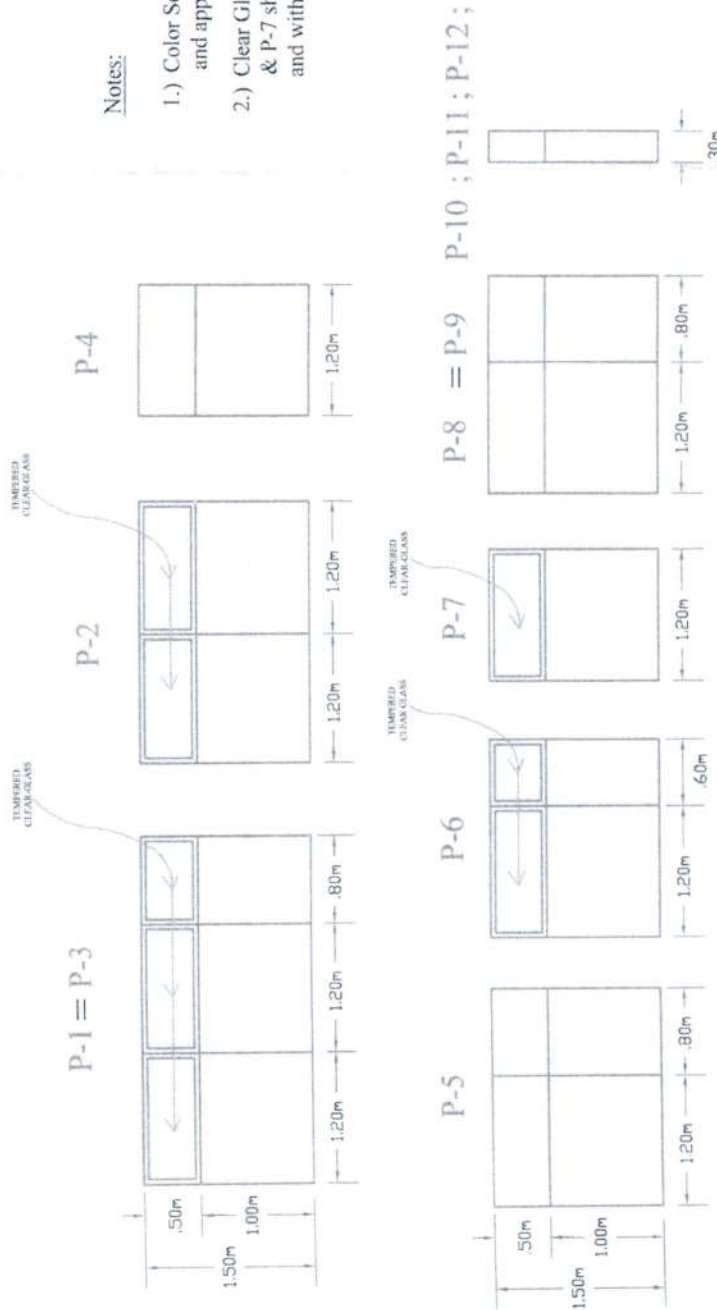 Notes:
1.) Color Sc
and app
2.) Clear Gl
& P-7 sh
and with
P-1 = P-3
TEMPERED
CLEAR-GLASS
.50m
1.00m
1.50m
1.20m
1.20m
.80m
P-2
TEMPERED
CLEAR-GLASS
1.20m
1.20m
P-4
1.20m
P-5
.50m
1.00m
1.50m
1.20m
.80m
P-6
TEMPERED
CLEAR-GLASS
1.20m
.60m
P-7
TEMPERED
CLEAR-GLASS
1.20m
P-8 = P-9
1.20m
.80m
P-10 ; P-11 ; P-12 ;
.30m